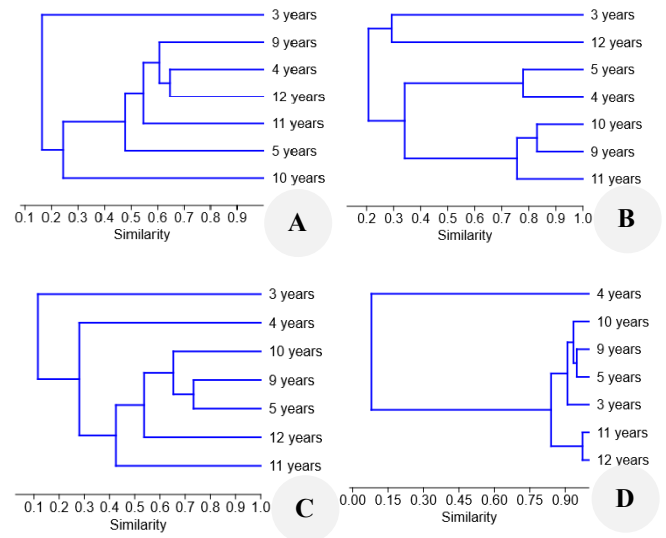 3 years
9 years
4 years
12 years
11 years
5 years
10 years
0.1 0.2 0.3 0.4 0.5 0.6 0.7 0.8 0.9
Similarity
A
3 years
12 years
5 years
4 years
10 years
9 years
11 years
0.2 0.3 0.4 0.5 0.6 0.7 0.8 0.9 1.0
Similarity
B
3 years
4 years
10 years
9 years
5 years
12 years
11 years
0.1 0.2 0.3 0.4 0.5 0.6 0.7 0.8 0.9 1.0
Similarity
C
4 years
10 years
9 years
5 years
3 years
11 years
12 years
0.00 0.15 0.30 0.45 0.60 0.75 0.90
Similarity
D